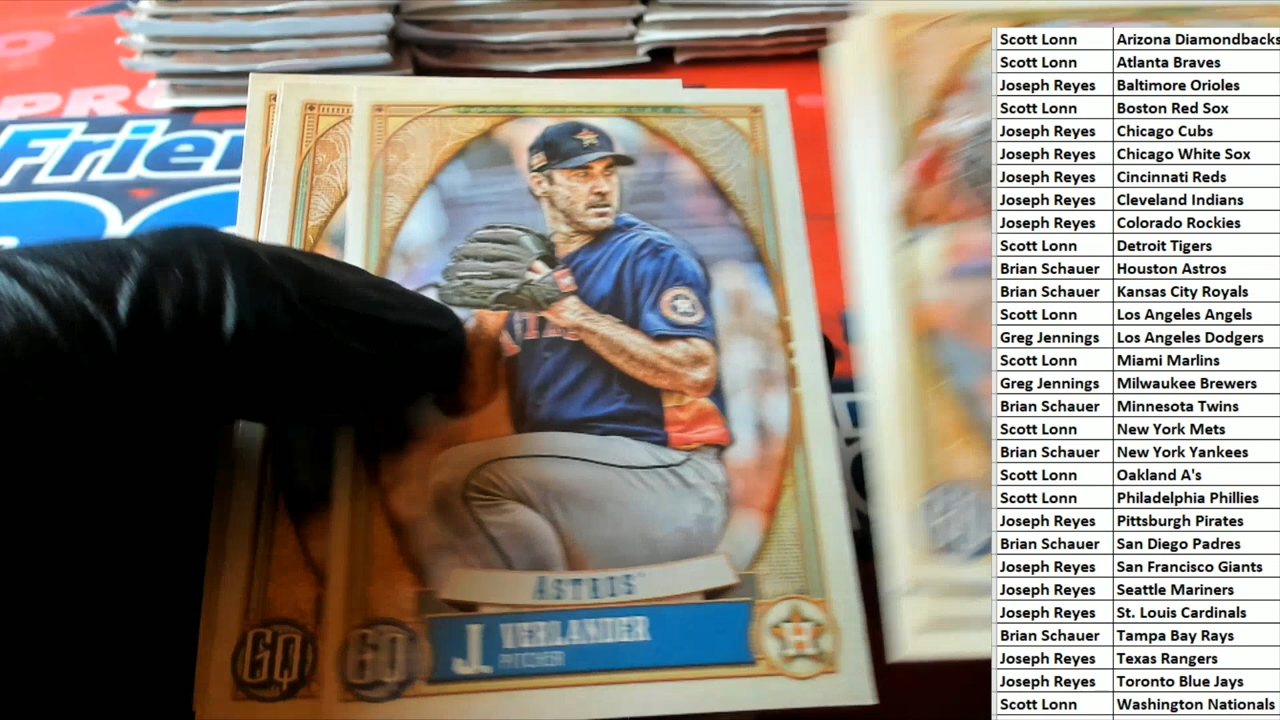 PRO
Frien
ASTROS
J. VERLANDER
PITCHER
GQ
GQ
H
Scott Lonn Arizona Diamondbacks
Scott Lonn Atlanta Braves
Joseph Reyes Baltimore Orioles
Scott Lonn Boston Red Sox
Joseph Reyes Chicago Cubs
Joseph Reyes Chicago White Sox
Joseph Reyes Cincinnati Reds
Joseph Reyes Cleveland Indians
Joseph Reyes Colorado Rockies
Scott Lonn Detroit Tigers
Brian Schauer Houston Astros
Brian Schauer Kansas City Royals
Scott Lonn Los Angeles Angels
Greg Jennings Los Angeles Dodgers
Scott Lonn Miami Marlins
Greg Jennings Milwaukee Brewers
Brian Schauer Minnesota Twins
Scott Lonn New York Mets
Brian Schauer New York Yankees
Scott Lonn Oakland A's
Scott Lonn Philadelphia Phillies
Joseph Reyes Pittsburgh Pirates
Brian Schauer San Diego Padres
Joseph Reyes San Francisco Giants
Joseph Reyes Seattle Mariners
Joseph Reyes St. Louis Cardinals
Brian Schauer Tampa Bay Rays
Joseph Reyes Texas Rangers
Joseph Reyes Toronto Blue Jays
Scott Lonn Washington Nationals